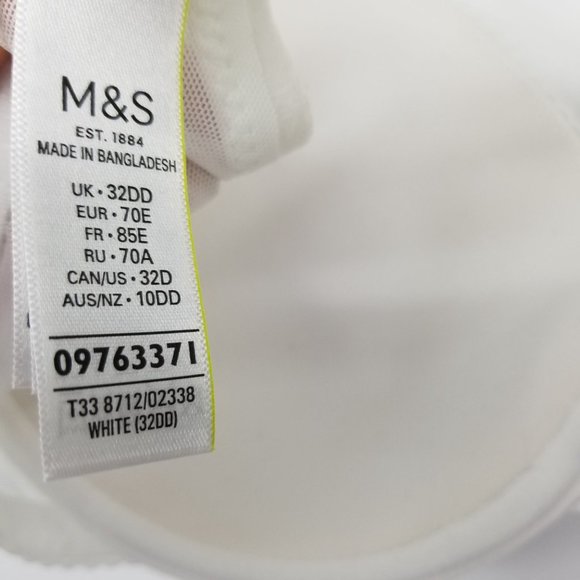 M&S
EST. 1884
MADE IN BANGLADESH
UK • 32DD
EUR • 70E
FR • 85E
RU • 70A
CAN/US • 32D
AUS/NZ • 10DD
09763371
T33 8712/02338
WHITE (32DD)